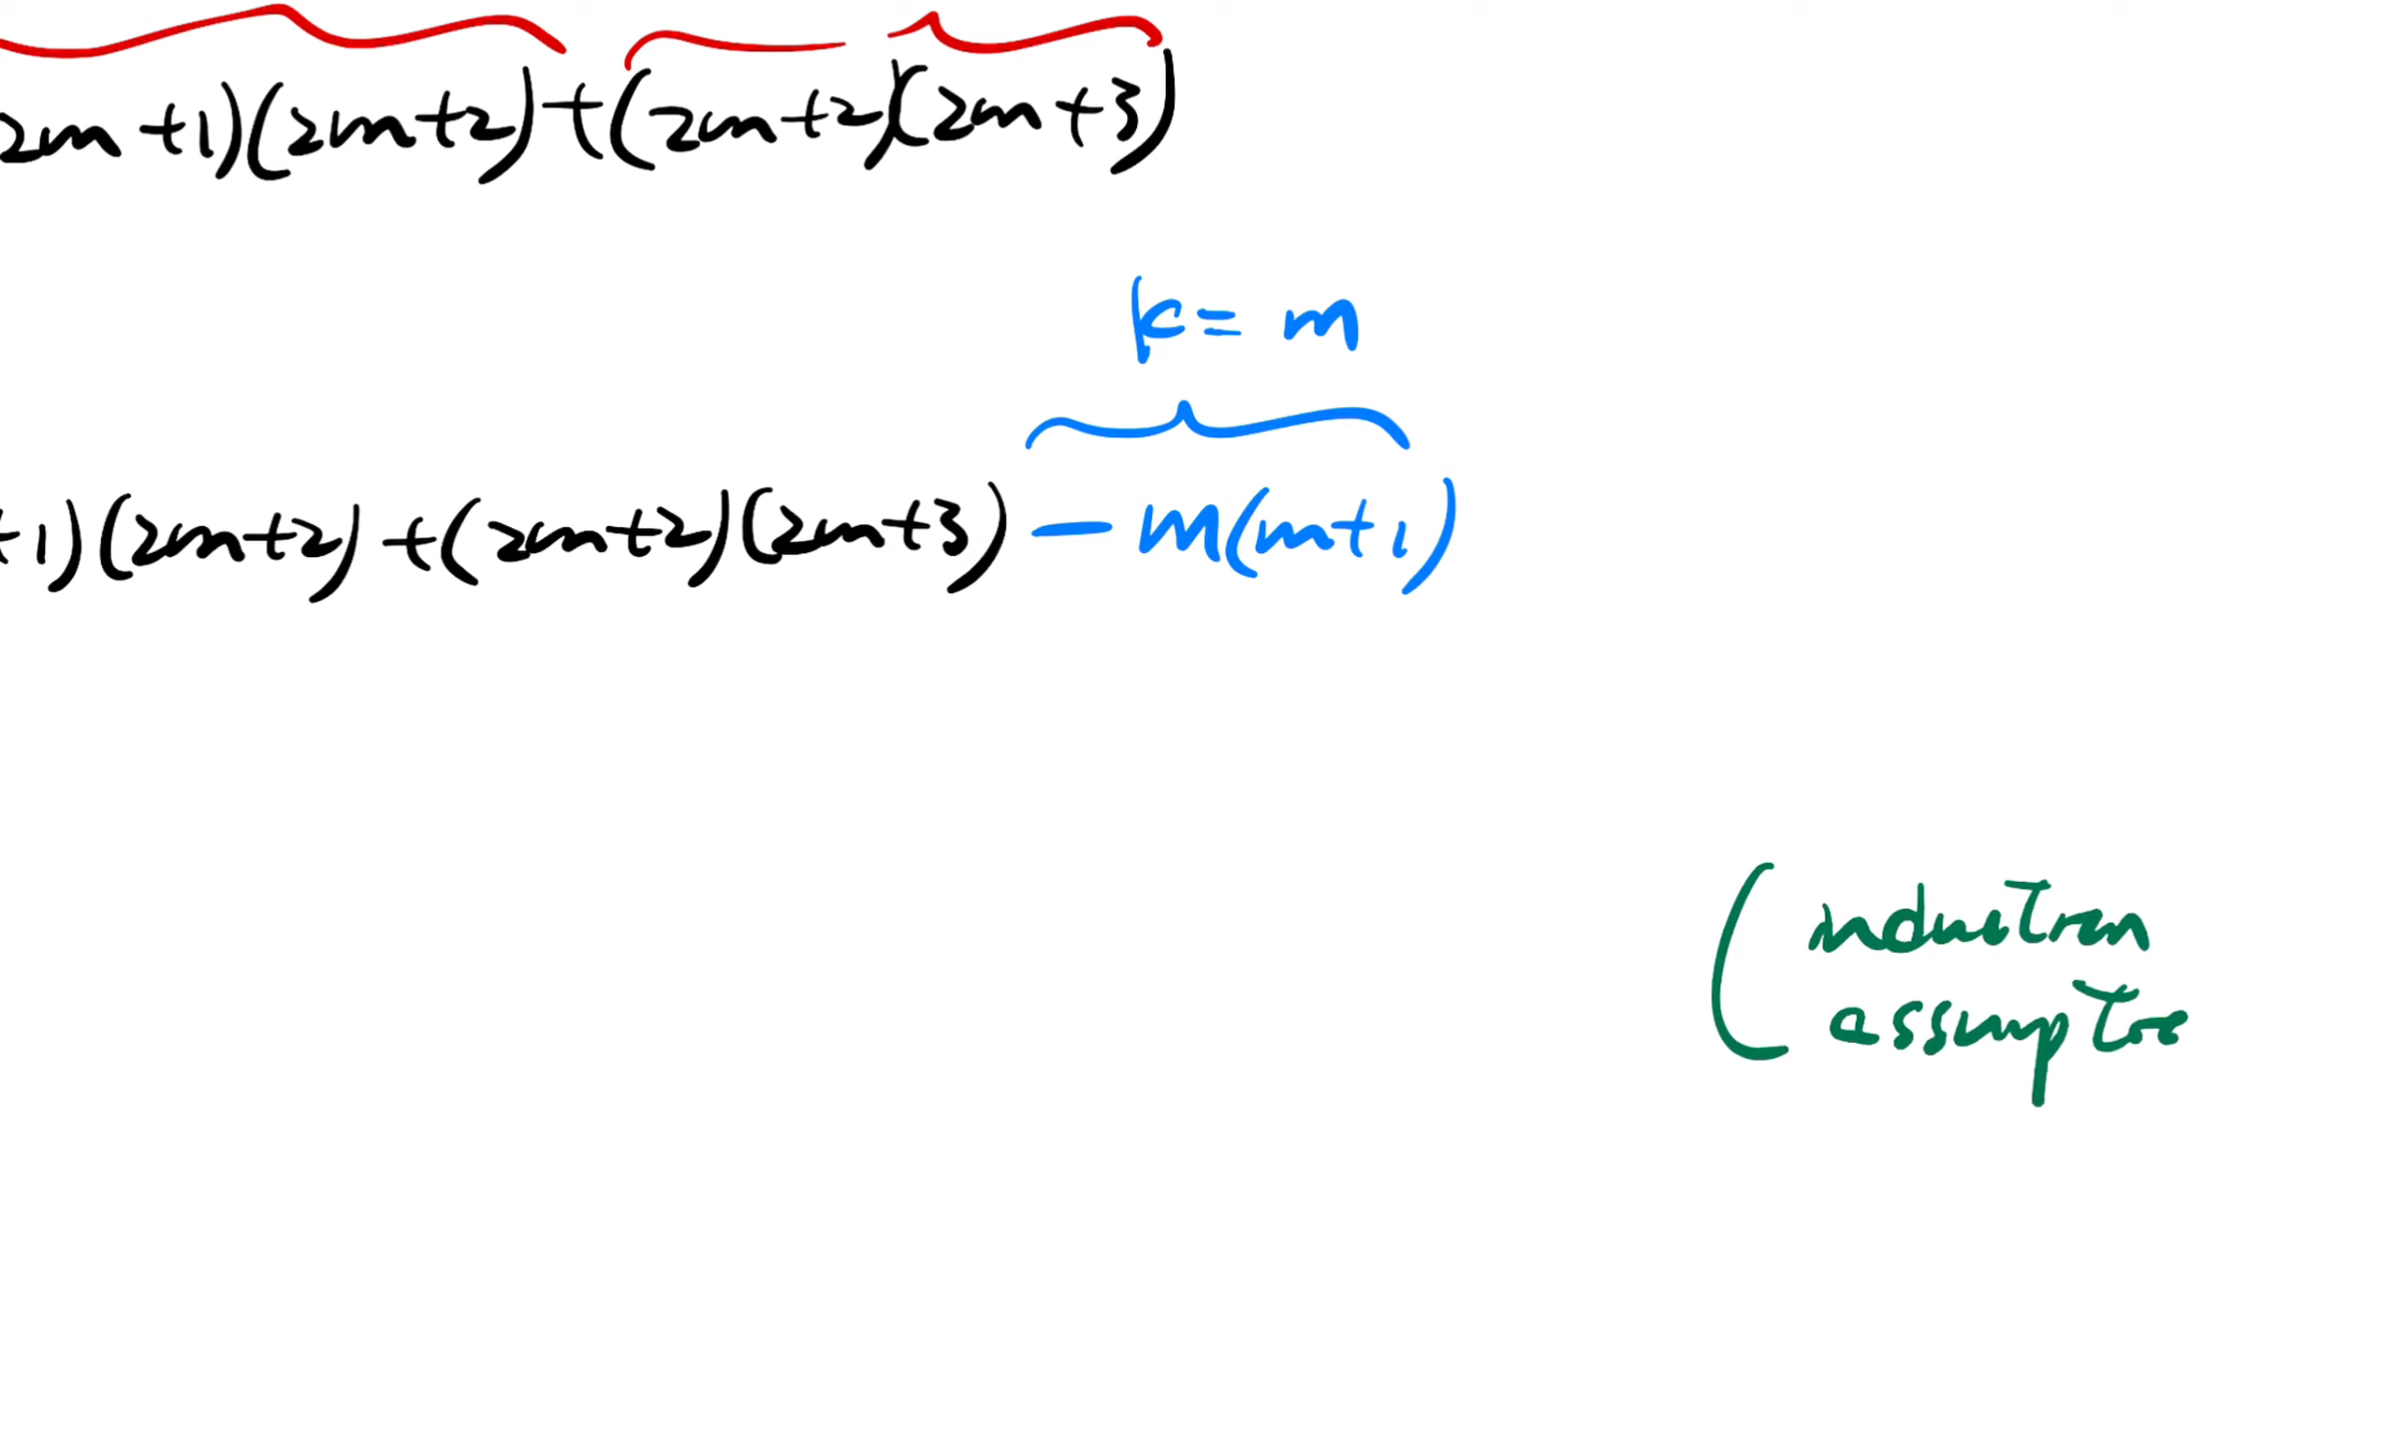 2m+1)(2m+2)+(2m+2)(2m+3)
k= m
+1)(2m+2)+(2m+2)(2m+3)-m(m+1)
(induction
assumption